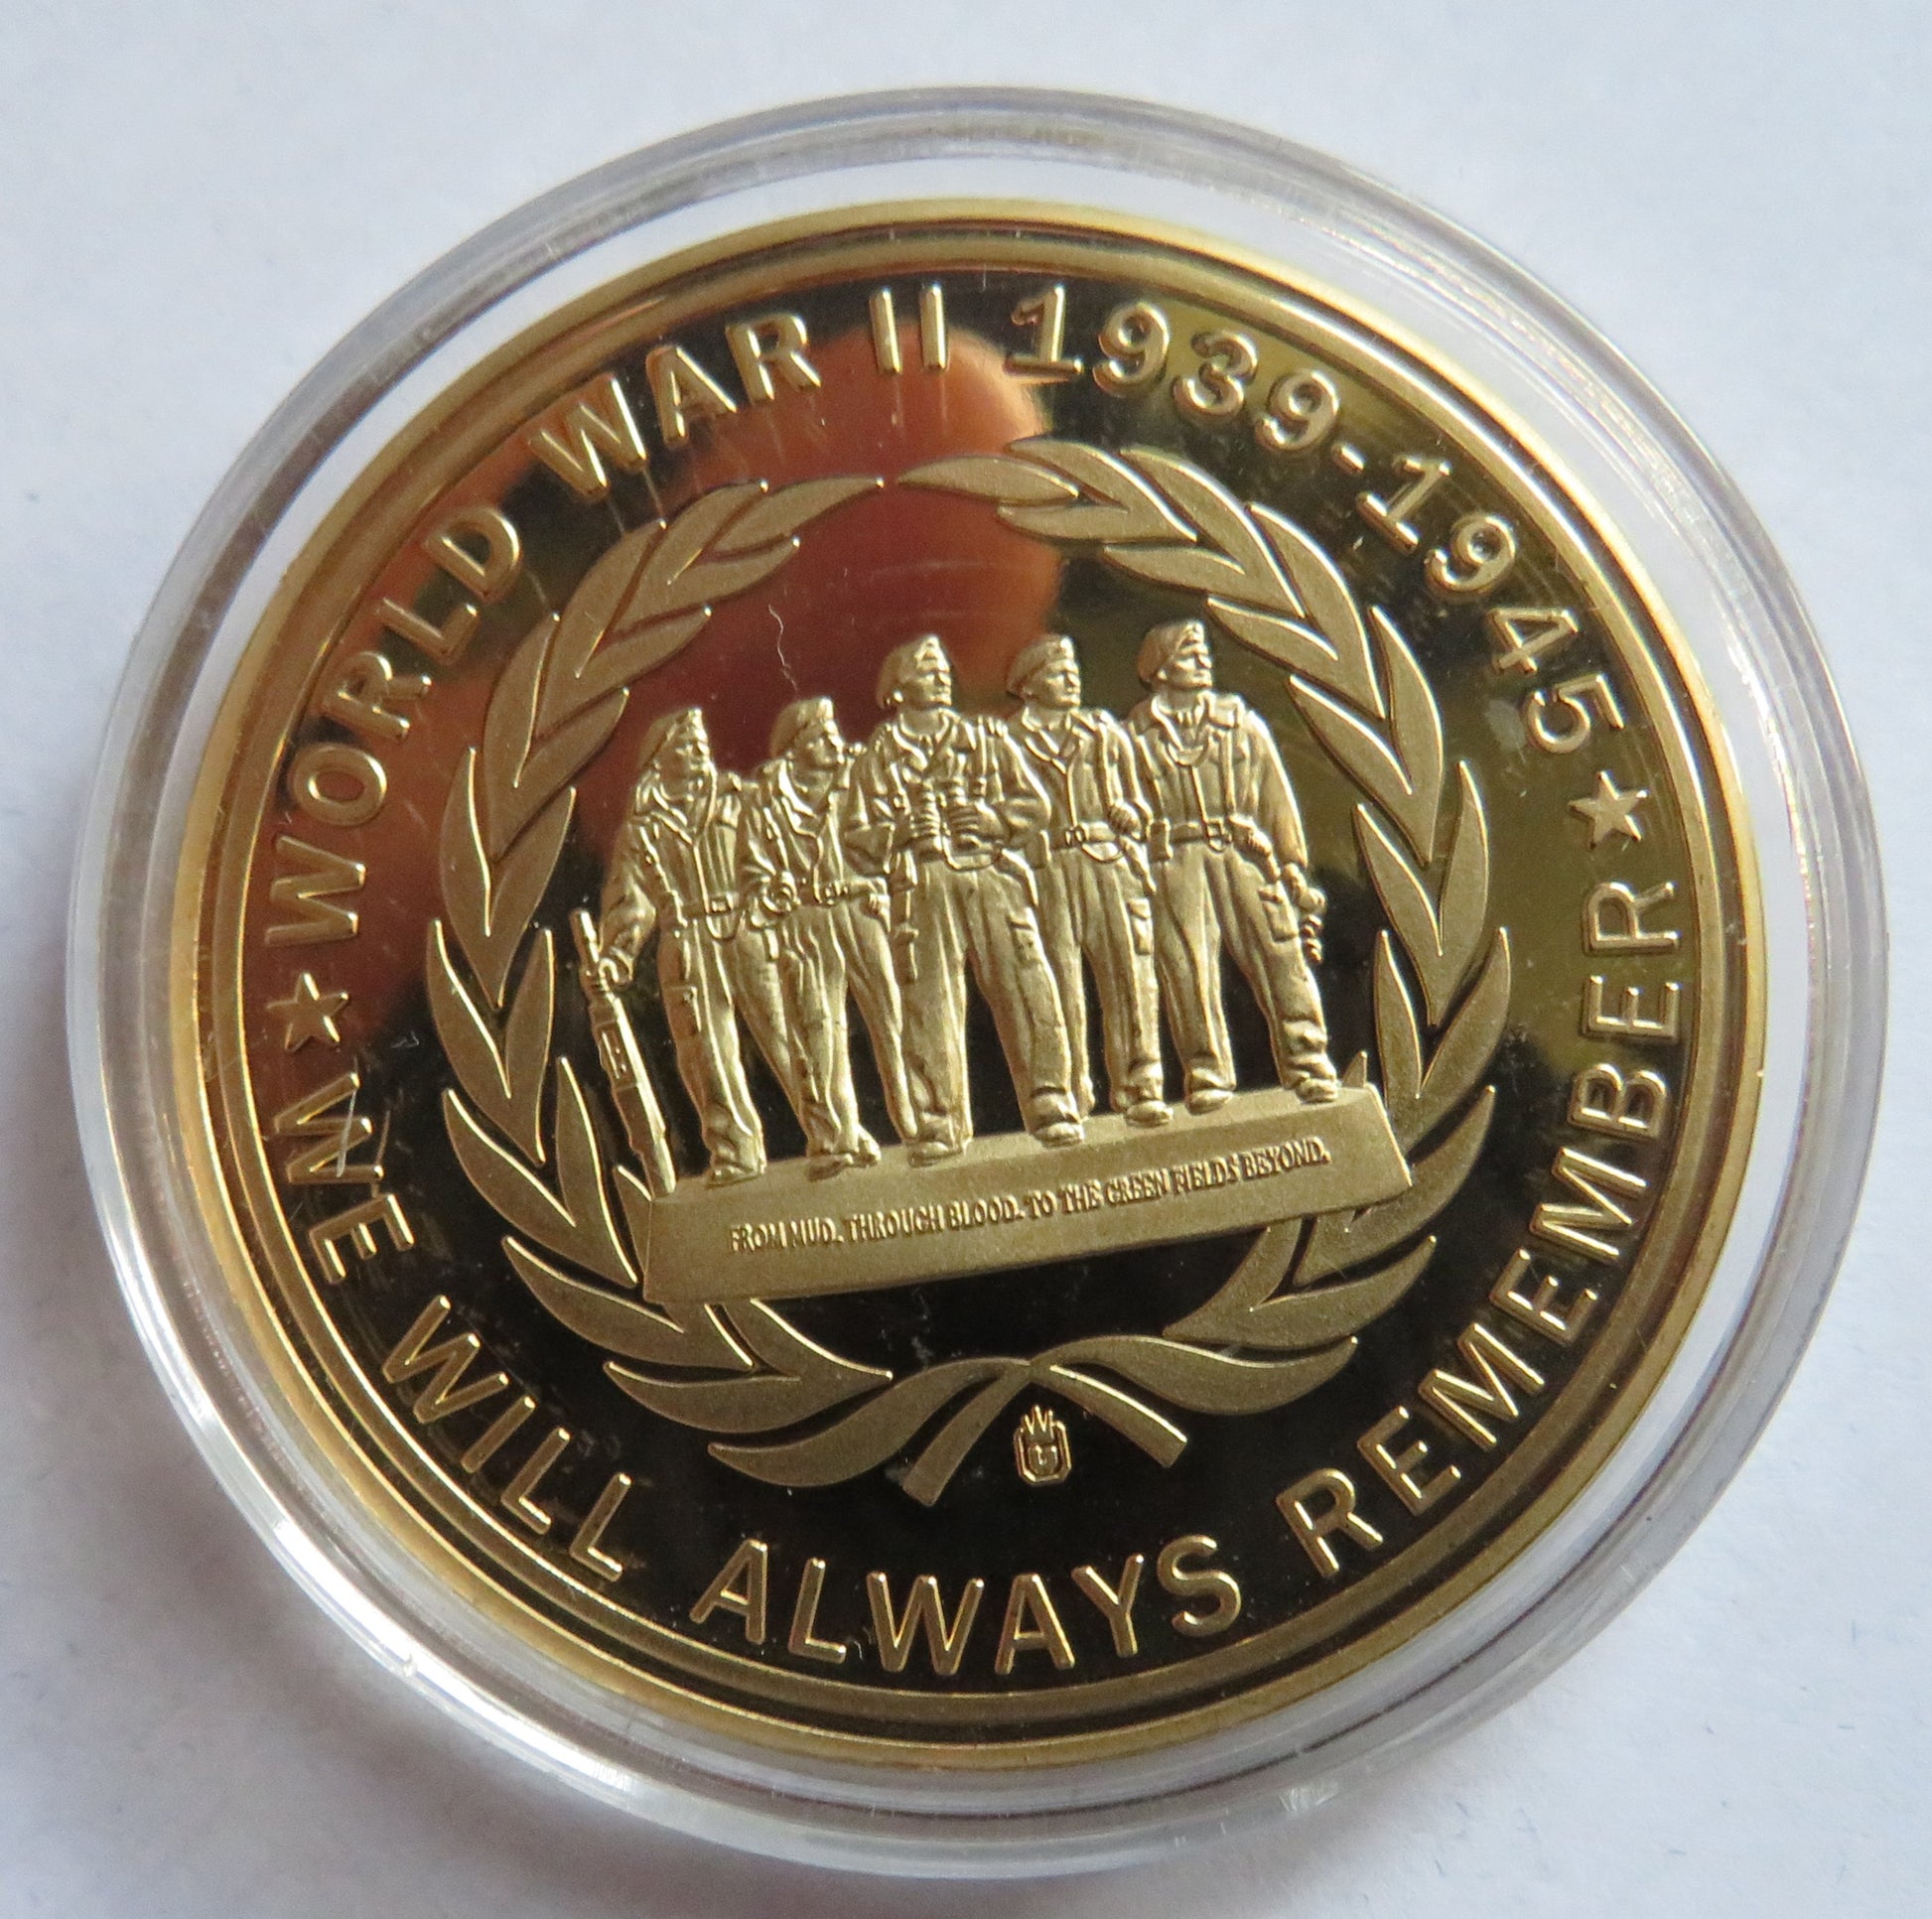 WORLD WAR II 1939-1945
WE WILL ALWAYS REMEMBER
FROM MUD, THROUGH BLOOD. TO THE GREEN FIELDS BEYOND.
G